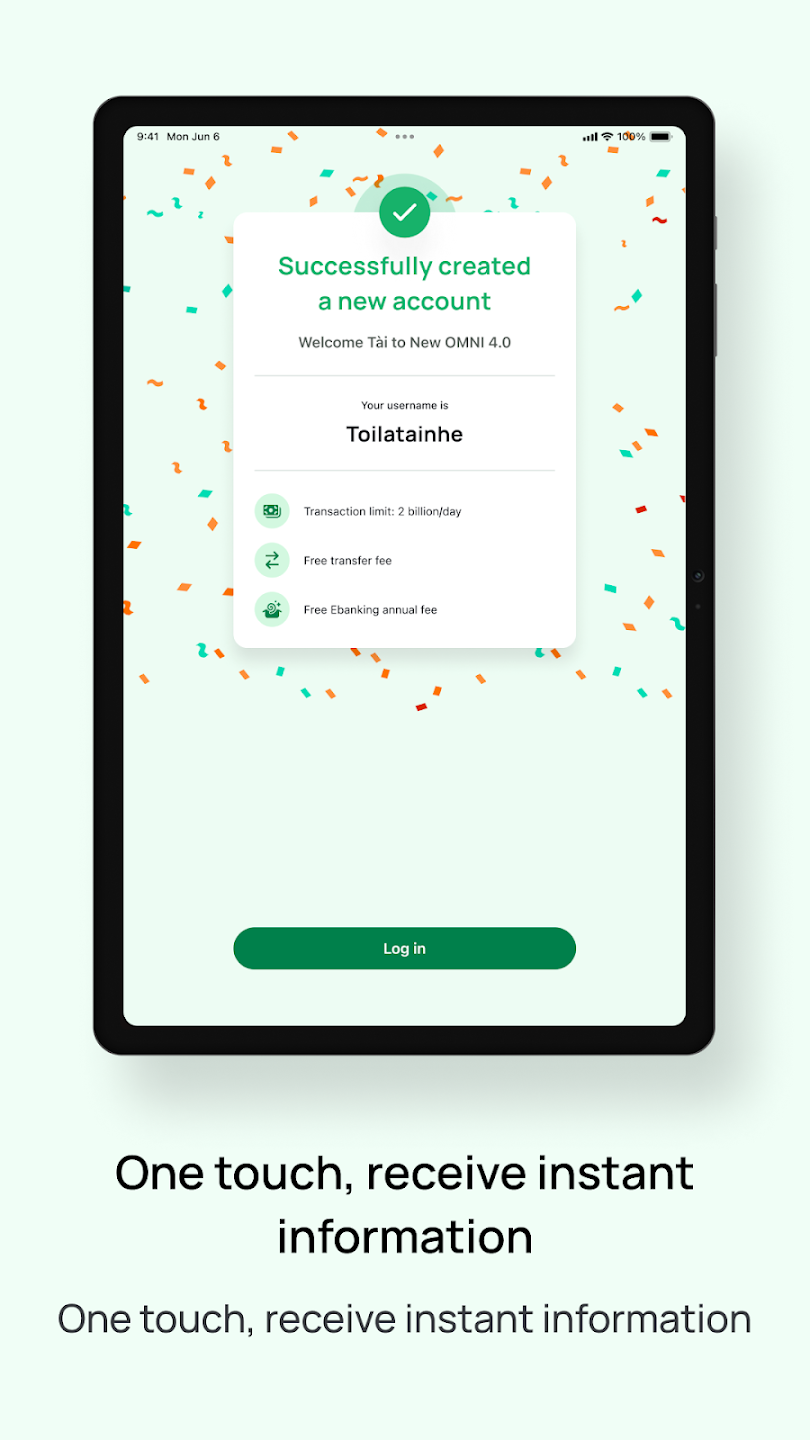 9:41 Mon Jun 6
100%
Successfully created
a new account
Welcome Tài to New OMNI 4.0
Your username is
Toilatainhe
Transaction limit: 2 billion/day
Free transfer fee
Free Ebanking annual fee
Log in
One touch, receive instant
information
One touch, receive instant information